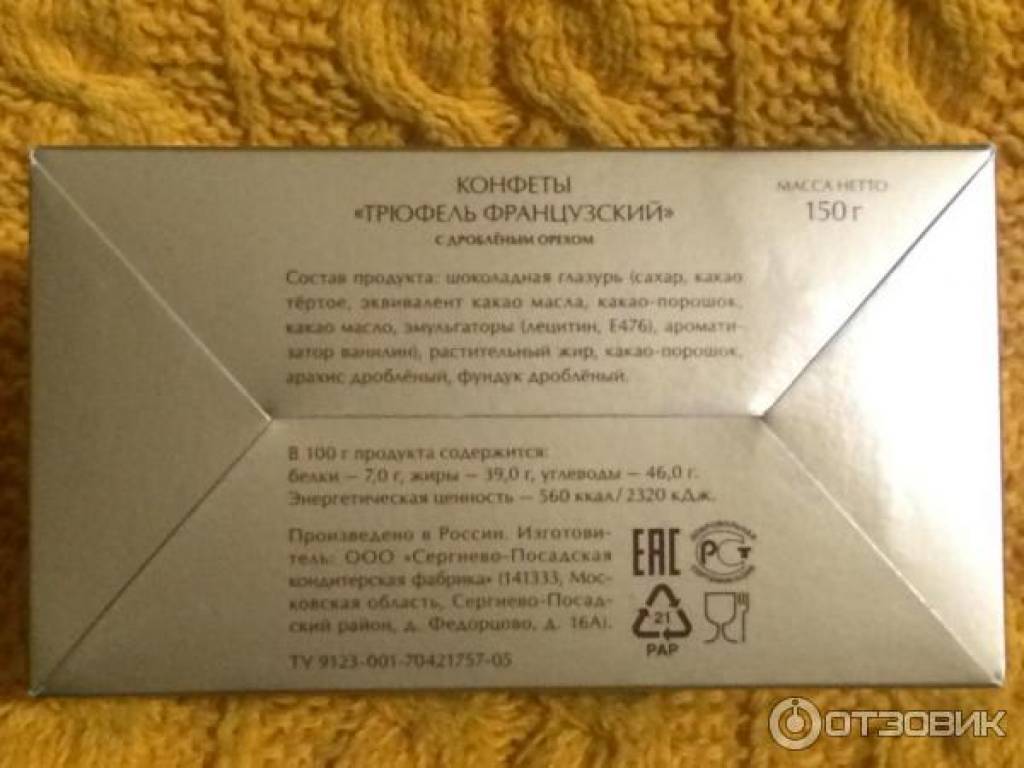 КОНФЕТЫ
«ТРЮФЕЛЬ ФРАНЦУЗСКИЙ»
С ДРОБЛЁНЫМ ОРЕХОМ
МАССА НЕТТО
150 г
Состав продукта: шоколадная глазурь (сахар, какао
тёртое, эквивалент какао масла, какао-порошок,
какао масло, эмульгаторы (лецитин, Е476), аромати-
затор ванилин), растительный жир, какао-порошок,
арахис дроблёный, фундук дроблёный.
В 100 г продукта содержится:
белки – 7,0 г, жиры – 39,0 г, углеводы – 46,0 г.
Энергетическая ценность – 560 ккал/2320 кДж.
Произведено в России. Изготови-
тель: ООО «Сергиево-Посадская
кондитерская фабрика" (141333, Мос-
ковская область, Сергиево-Посад-
ский район, д. Федорцово, д. 16А).
ТУ 9123-001-70421757-05
ЕАС
РСТ
21
PAP
ОТЗОВИК